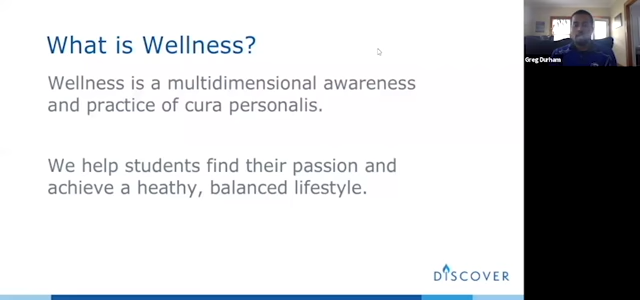 What is Wellness?
Wellness is a multidimensional awareness
and practice of cura personalis.
We help students find their passion and
achieve a heathy, balanced lifestyle.
DISCOVER
Greg Durham